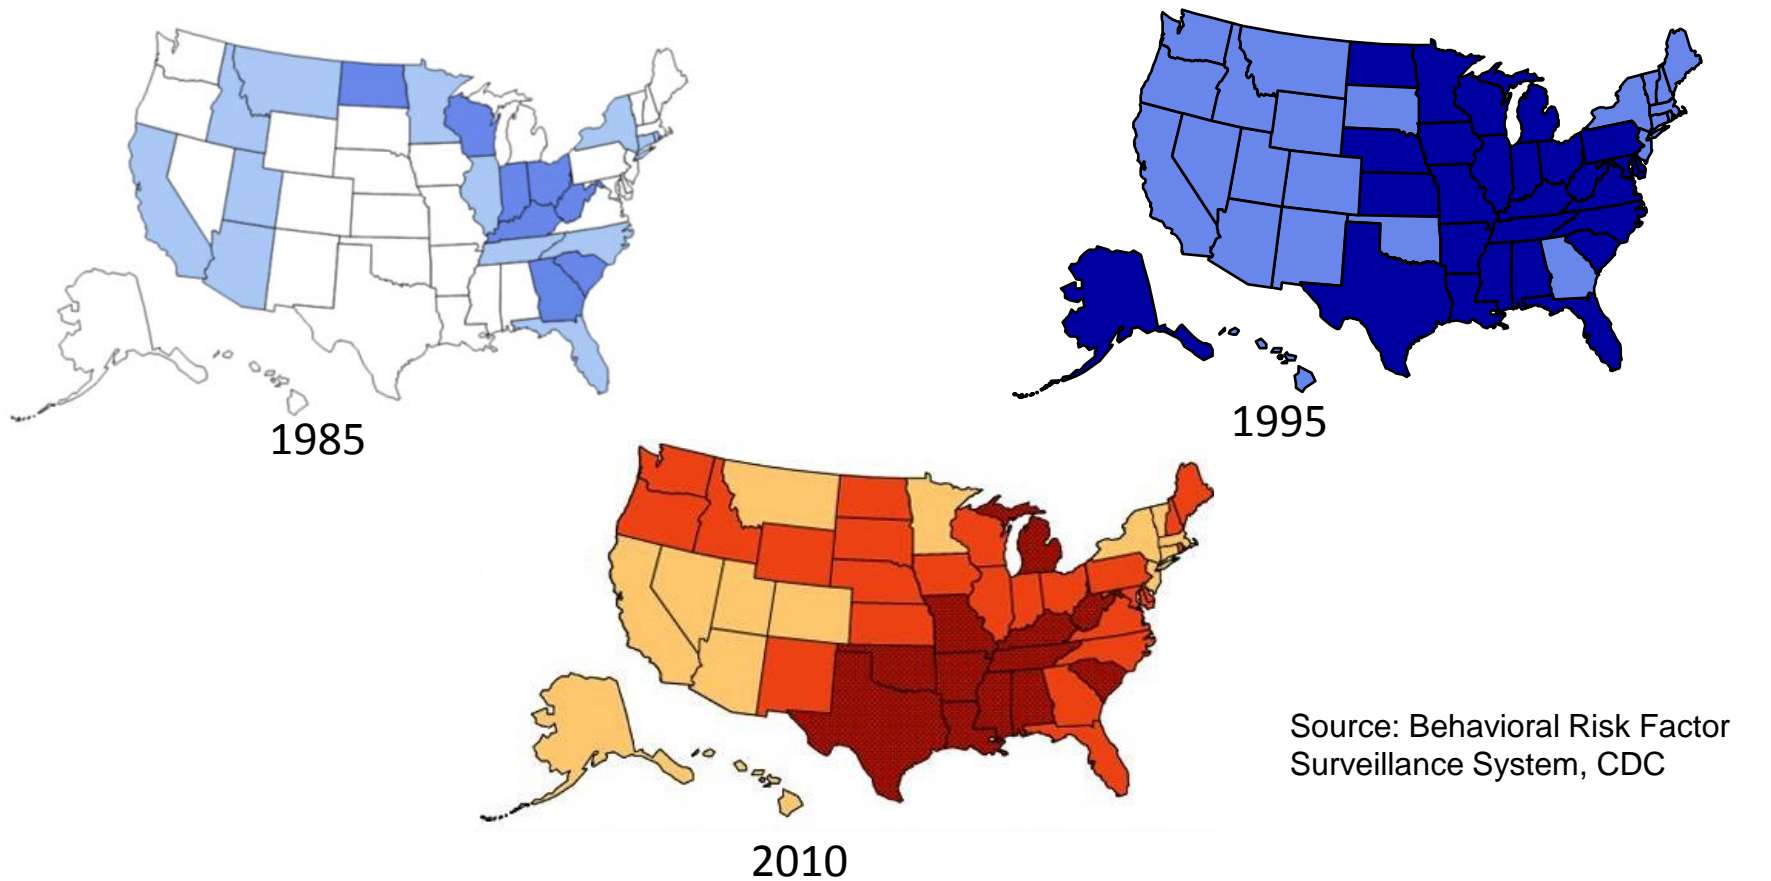 1985
1995
2010
Source: Behavioral Risk Factor
Surveillance System, CDC